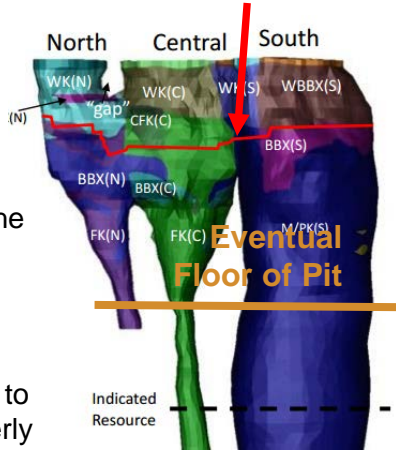 North Central South
WK(N)
WK(C)
WK(S)
WBBX(S)
(N)
"gap"
CFK(C)
BBX(S)
BBX(N)
BBX(C)
ne
FK(N)
FK(C)
M/PK(S)
Eventual
Floor of Pit
to
Indicated
Resource
erly